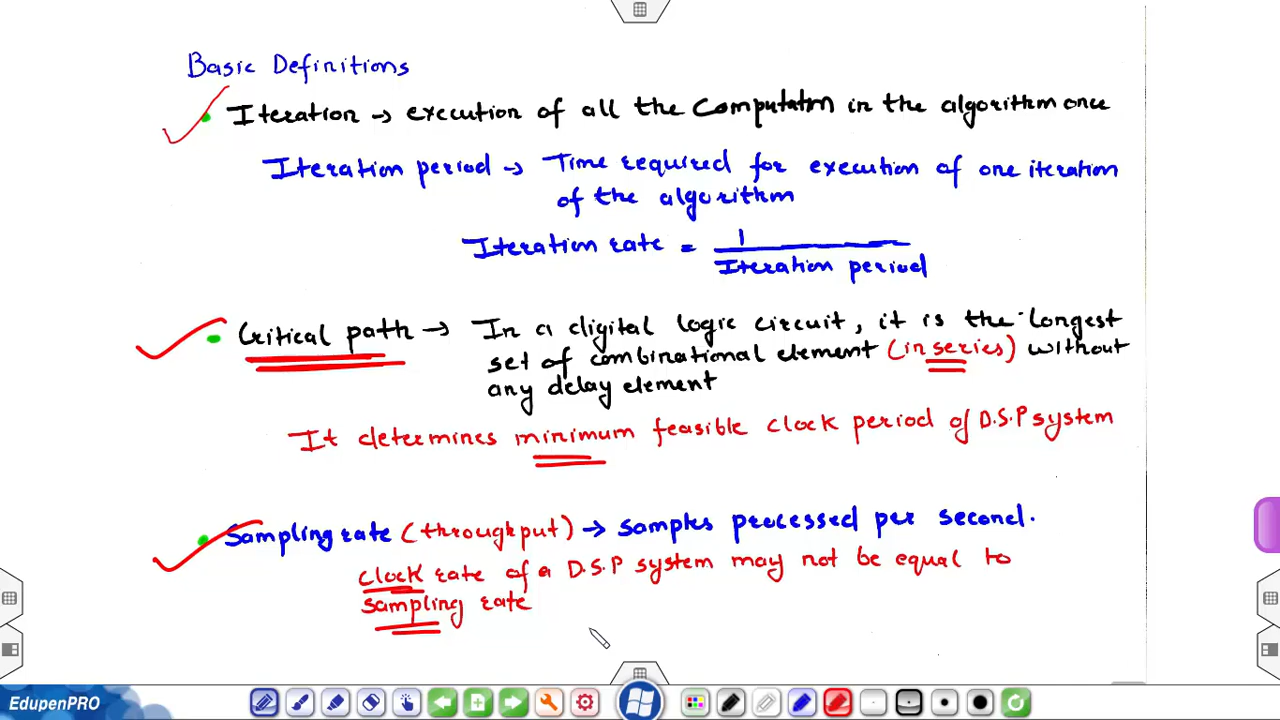 Basic Definitions
Iteration → execution of all the Computation in the algorithm once
Iteration period → Time required for execution of one iteration
of the algorithm
Iteration rate = 1
Iteration period
Critical path → In a digital logic circuit, it is the longest
set of combinational element (in series) without
any delay element
It determines minimum feasible clock period of D.S.P system
Sampling rate (throughput) → samples processed per second.
clock rate of a D.S.P system may not be equal to
sampling rate
EdupenPRO